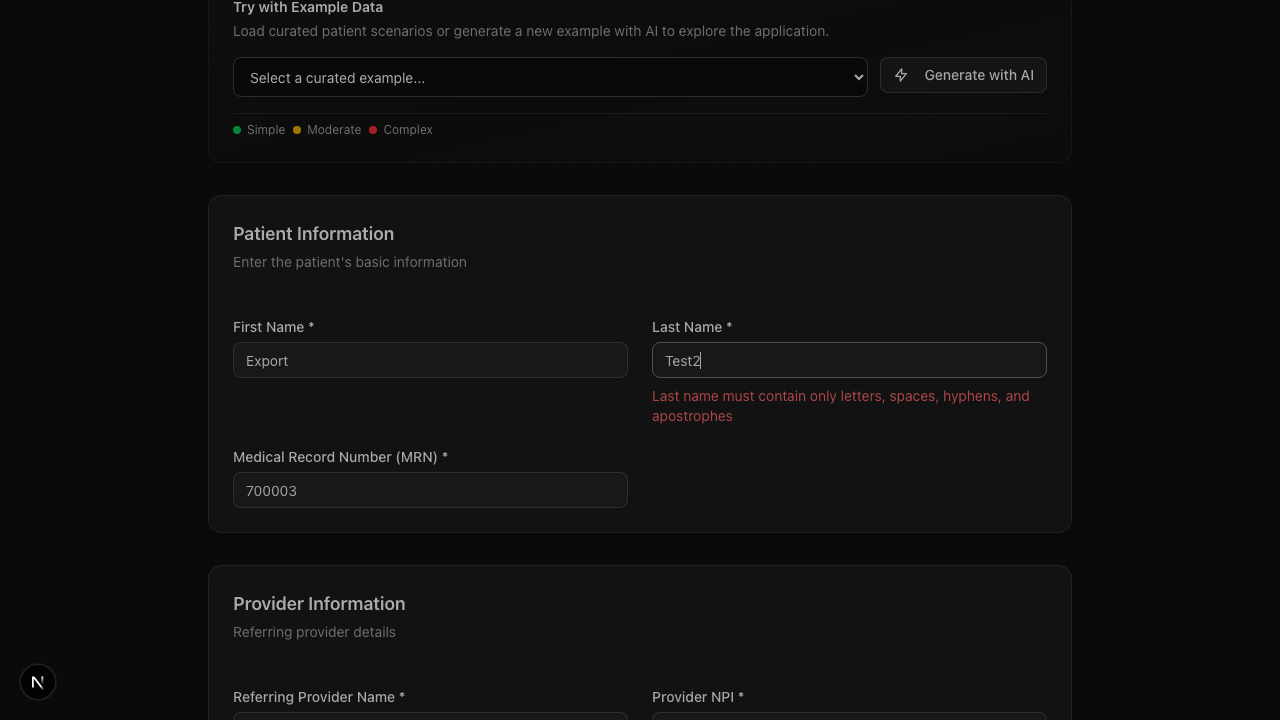 Try with Example Data
Load curated patient scenarios or generate a new example with AI to explore the application.
Select a curated example...
Generate with AI
Simple
Moderate
Complex
Patient Information
Enter the patient's basic information
First Name *
Last Name *
Export
Test2
Last name must contain only letters, spaces, hyphens, and
apostrophes
Medical Record Number (MRN) *
700003
Provider Information
Referring provider details
Referring Provider Name *
Provider NPI *
N